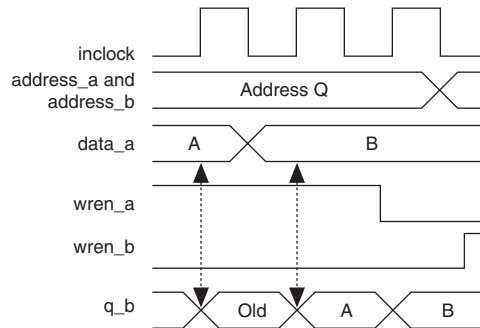 inclock
address_a and
address_b
Address Q
data_a
A
B
wren_a
wren_b
q_b
Old
A
B